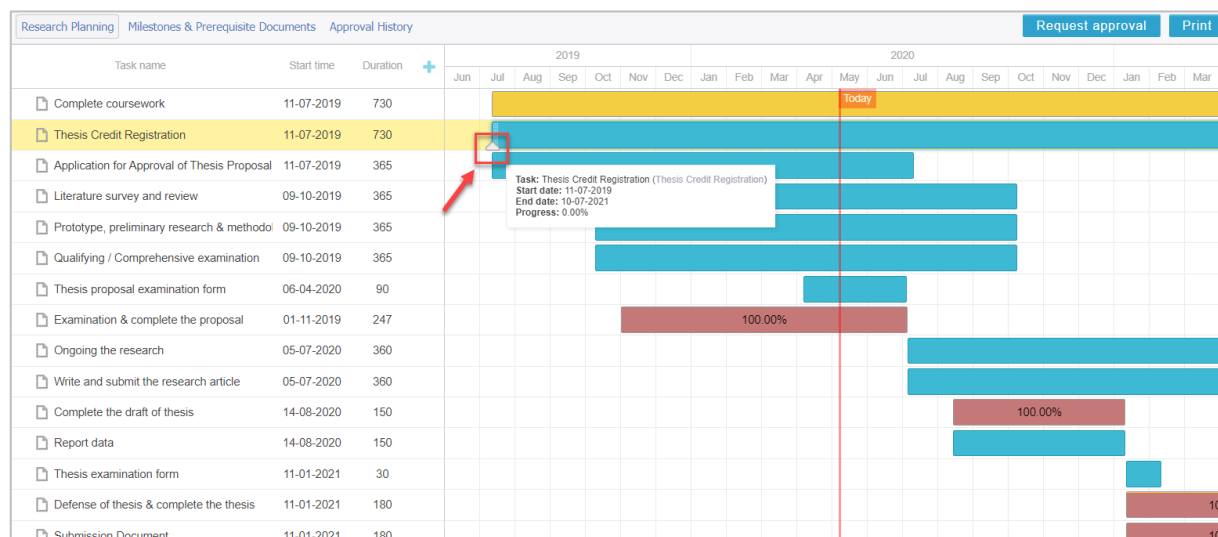 Research Planning Milestones & Prerequisite Documents Approval History Request approval Print
Task name Start time Duration 2019 2020
Jun Jul Aug Sep Oct Nov Dec Jan Feb Mar Apr May Jun Jul Aug Sep Oct Nov Dec Jan Feb Mar
Complete coursework 11-07-2019 730 Today
Thesis Credit Registration 11-07-2019 730
Application for Approval of Thesis Proposal 11-07-2019 365
Task: Thesis Credit Registration (Thesis Credit Registration)
Start date: 11-07-2019
End date: 10-07-2021
Progress: 0.00%
Literature survey and review 09-10-2019 365
Prototype, preliminary research & methodol 09-10-2019 365
Qualifying / Comprehensive examination 09-10-2019 365
Thesis proposal examination form 06-04-2020 90
Examination & complete the proposal 01-11-2019 247 100.00%
Ongoing the research 05-07-2020 360
Write and submit the research article 05-07-2020 360
Complete the draft of thesis 14-08-2020 150 100.00%
Report data 14-08-2020 150
Thesis examination form 11-01-2021 30
Defense of thesis & complete the thesis 11-01-2021 180 10
Submission Document 11-01-2021 180 10